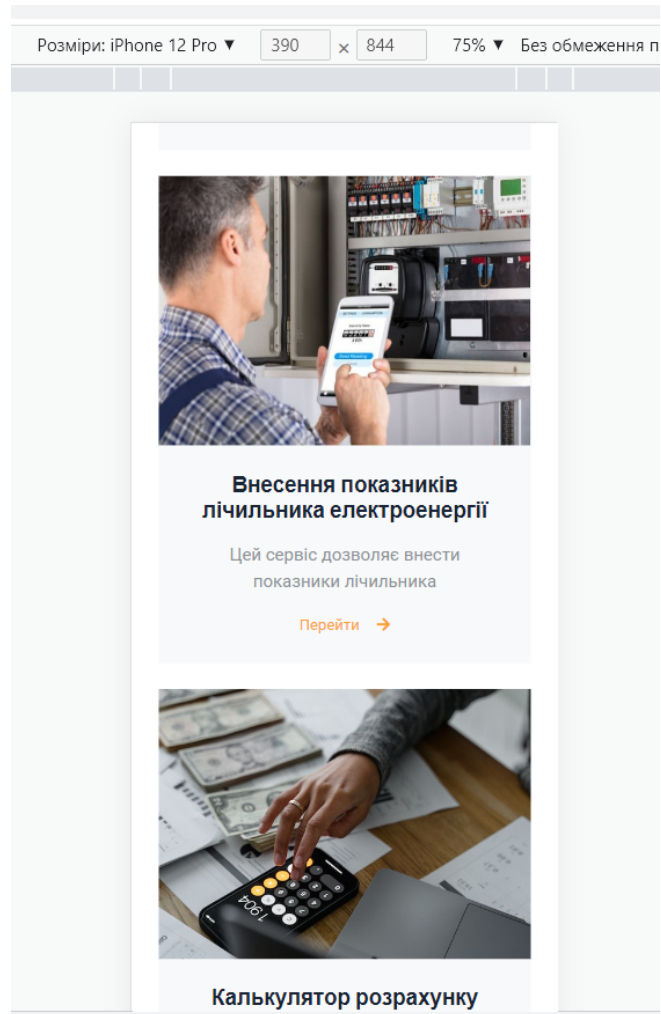 Розміри: iPhone 12 Pro ▼ 390 × 844 75% ▼ Без обмеження п
Внесення показників
лічильника електроенергії
Цей сервіс дозволяє внести
показники лічильника
Перейти →
1904
Калькулятор розрахунку